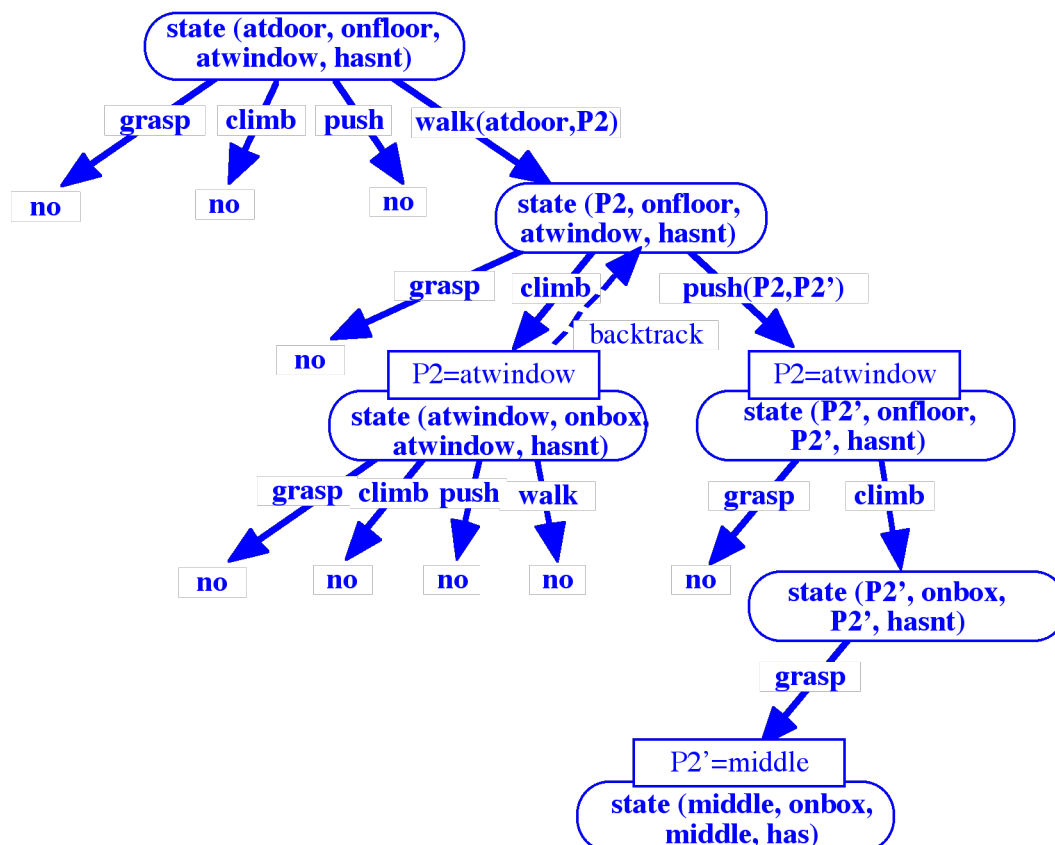 state (atdoor, onfloor,
atwindow, hasnt)
grasp
climb
push
walk(atdoor,P2)
no
no
no
state (P2, onfloor,
atwindow, hasnt)
grasp
climb
push(P2,P2’)
no
backtrack
P2=atwindow
state (atwindow, onbox,
atwindow, hasnt)
P2=atwindow
state (P2’, onfloor,
P2’, hasnt)
grasp
climb
push
walk
grasp
climb
no
no
no
no
no
state (P2’, onbox,
P2’, hasnt)
grasp
P2’=middle
state (middle, onbox,
middle, has)